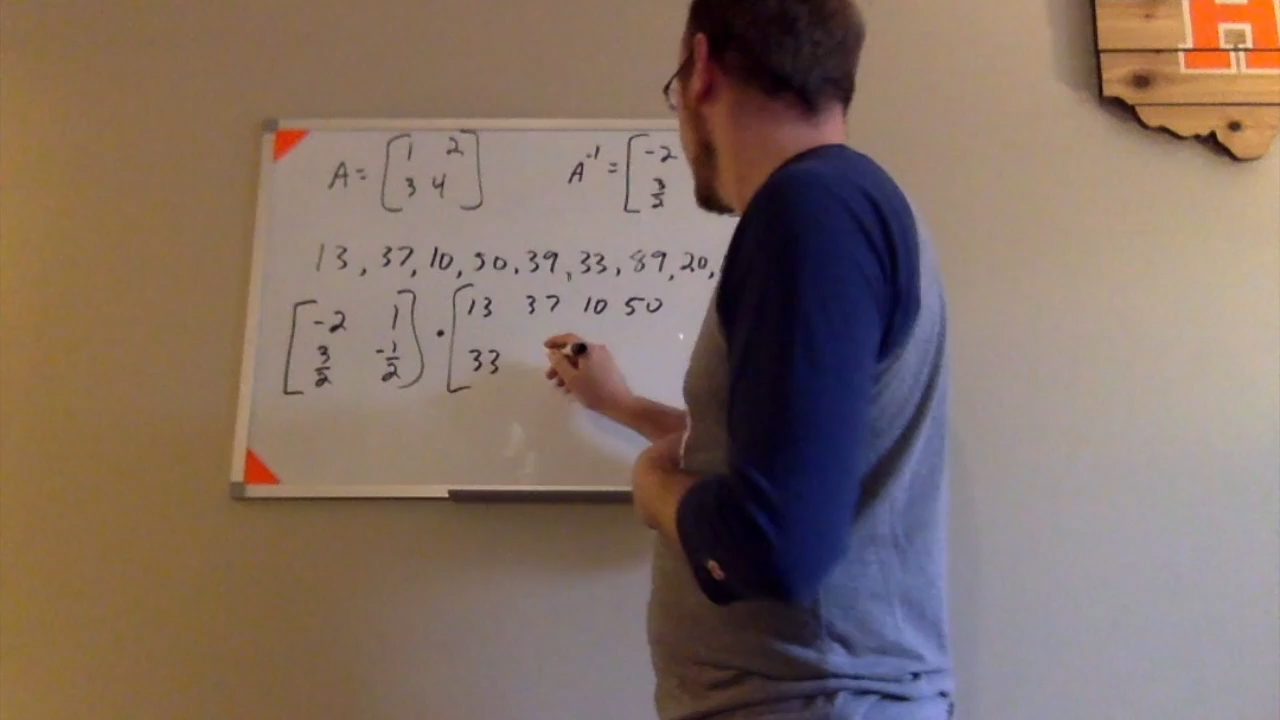 A = [ 1 2 A⁻¹ = [ -2
3 4 ] 3/2
13, 37, 10, 50, 39, 33, 89, 20,
[ -2 1 ] · [ 13 37 10 50
3/2 -1/2 33
H